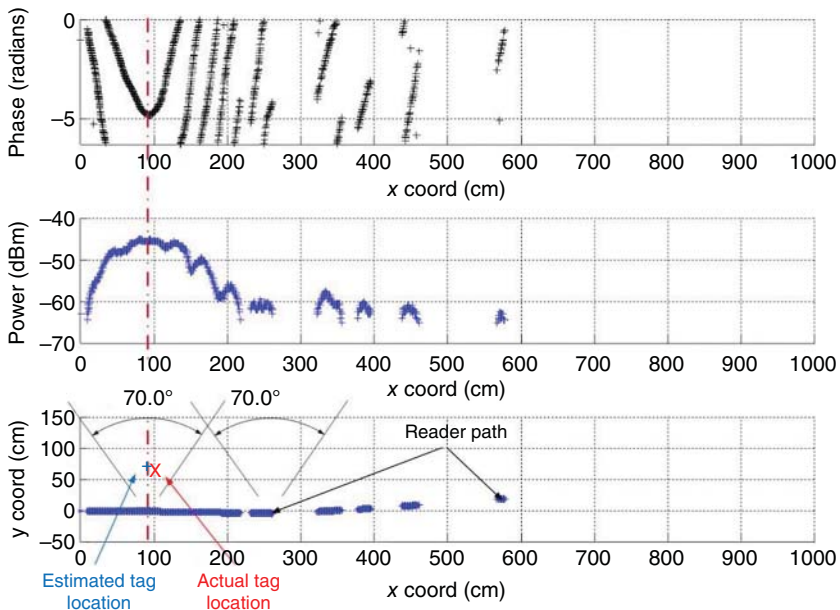 Phase (radians)
0
–5
0 100 200 300 400 500 600 700 800 900 1000
x coord (cm)
Power (dBm)
–40
–50
–60
–70
0 100 200 300 400 500 600 700 800 900 1000
x coord (cm)
y coord (cm)
150
100
50
0
–50
70.0°
70.0°
Reader path
X
0 100 200 300 400 500 600 700 800 900 1000
x coord (cm)
Estimated tag
location
Actual tag
location